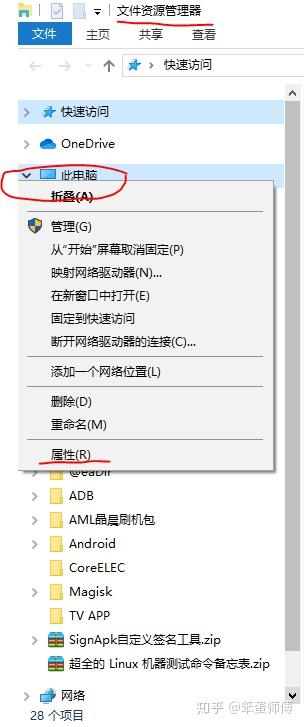 文件资源管理器
文件
主页
共享
查看
快速访问
快速访问
OneDrive
此电脑
折叠(A)
管理(G)
从“开始”屏幕取消固定(P)
映射网络驱动器(N)...
在新窗口中打开(E)
固定到快速访问
断开网络驱动器的连接(C)...
添加一个网络位置(L)
删除(D)
重命名(M)
属性(R)
@eaDir
ADB
AML晶晨刷机包
Android
CoreELEC
Magisk
TV APP
SignApk自定义签名工具.zip
超全的 Linux 机器测试命令备忘表.zip
网络
28 个项目
知乎 @笨蛋师傅